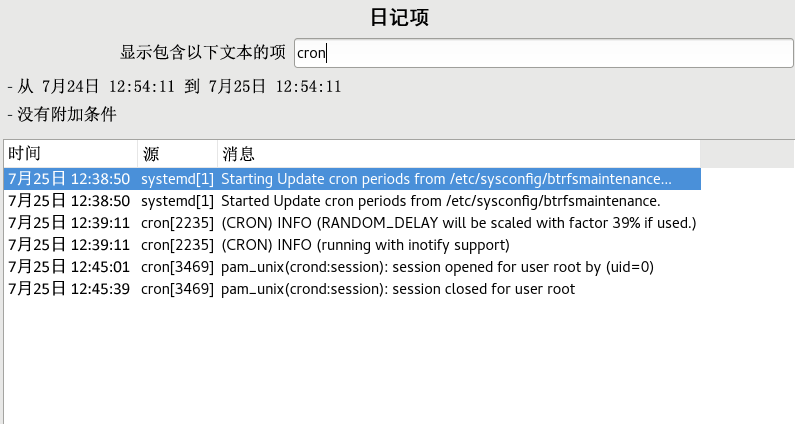 日记项
显示包含以下文本的项 cron
- 从 7月24日 12:54:11 到 7月25日 12:54:11
- 没有附加条件
时间 源 消息
7月25日 12:38:50 systemd[1] Starting Update cron periods from /etc/sysconfig/btrfsmaintenance...
7月25日 12:38:50 systemd[1] Started Update cron periods from /etc/sysconfig/btrfsmaintenance.
7月25日 12:39:11 cron[2235] (CRON) INFO (RANDOM_DELAY will be scaled with factor 39% if used.)
7月25日 12:39:11 cron[2235] (CRON) INFO (running with inotify support)
7月25日 12:45:01 cron[3469] pam_unix(crond:session): session opened for user root by (uid=0)
7月25日 12:45:39 cron[3469] pam_unix(crond:session): session closed for user root